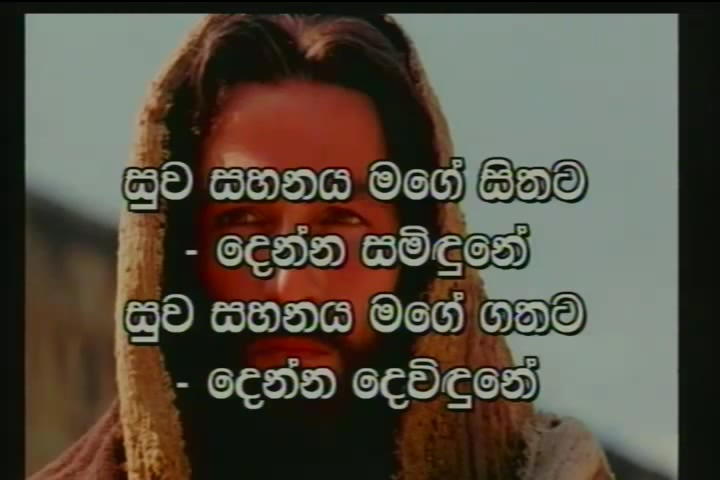 සුව සහනය මගේ සිතට
- දෙන්න සමිඳුනේ
සුව සහනය මගේ ගතට
- දෙන්න දෙවිඳුනේ